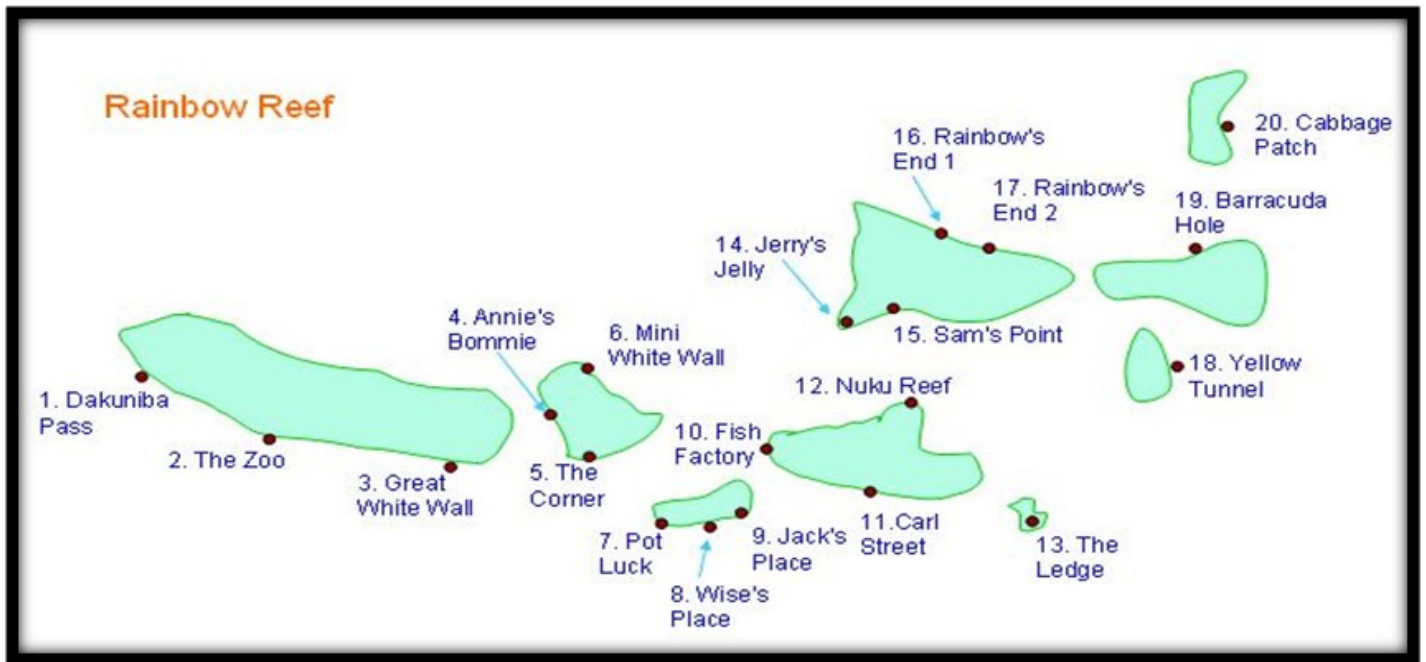 Rainbow Reef
1. Dakuniba
Pass
2. The Zoo
3. Great
White Wall
4. Annie's
Bommie
5. The
Corner
6. Mini
White Wall
7. Pot
Luck
8. Wise's
Place
9. Jack's
Place
10. Fish
Factory
11.Carl
Street
12. Nuku Reef
13. The
Ledge
14. Jerry's
Jelly
15. Sam's Point
16. Rainbow's
End 1
17. Rainbow's
End 2
18. Yellow
Tunnel
19. Barracuda
Hole
20. Cabbage
Patch